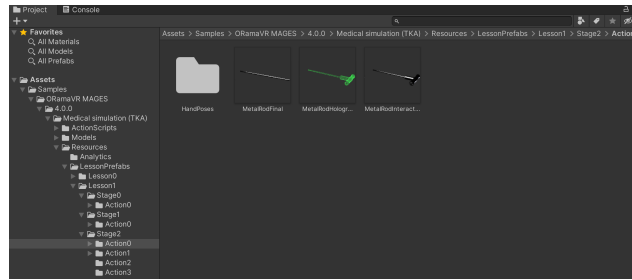 Project
Console
Favorites
All Materials
All Models
All Prefabs
Assets
Samples
ORamaVR MAGES
4.0.0
Medical simulation (TKA)
ActionScripts
Models
Resources
Analytics
LessonPrefabs
Lesson0
Lesson1
Stage0
Action0
Stage1
Action0
Stage2
Action0
Action1
Action2
Action3
Assets > Samples > ORamaVR MAGES > 4.0.0 > Medical simulation (TKA) > Resources > LessonPrefabs > Lesson1 > Stage2 > Action
HandPoses
MetalRodFinal
MetalRodHologr...
MetalRodInteract...